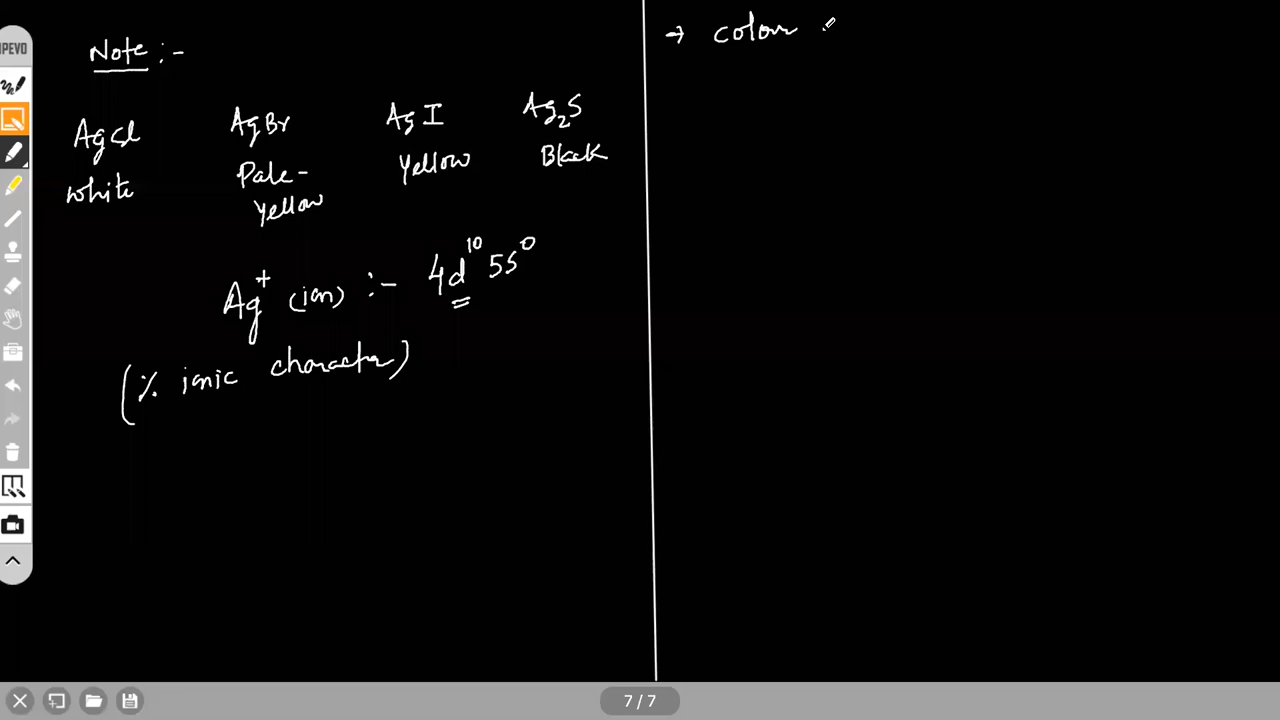 IPEVO
Note :-
AgCl AgBr AgI Ag₂S
White Pale- Yellow Black
Yellow
Ag⁺ (ion) :- 4d¹⁰ 5s⁰
(% ionic character)
→ colour
7 / 7